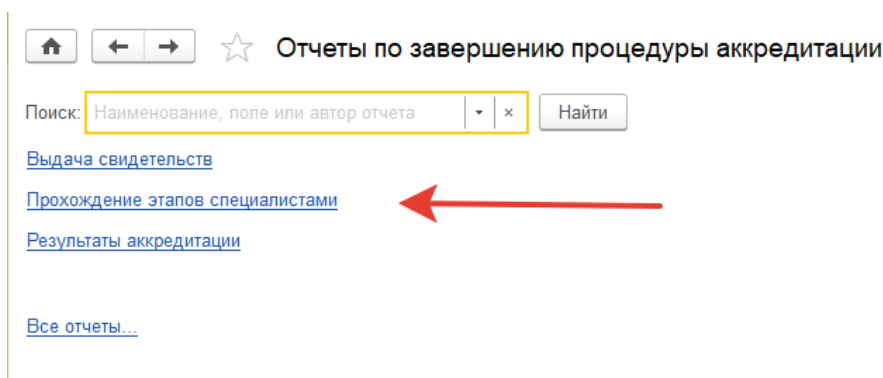 Отчеты по завершению процедуры аккредитации
Поиск: Наименование, поле или автор отчета Найти
Выдача свидетельств
Прохождение этапов специалистами
Результаты аккредитации
Все отчеты...